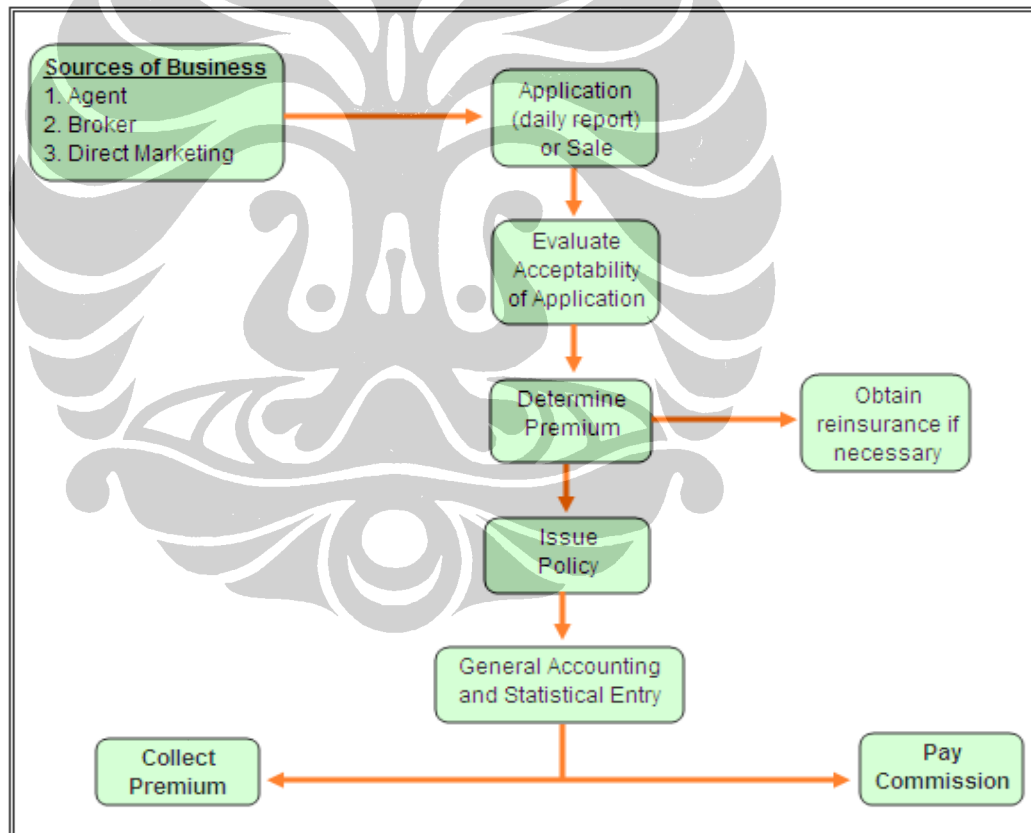 Sources of Business
1. Agent
2. Broker
3. Direct Marketing
Application
(daily report)
or Sale
Evaluate
Acceptability
of Application
Determine
Premium
Obtain
reinsurance if
necessary
Issue
Policy
General Accounting
and Statistical Entry
Collect
Premium
Pay
Commission